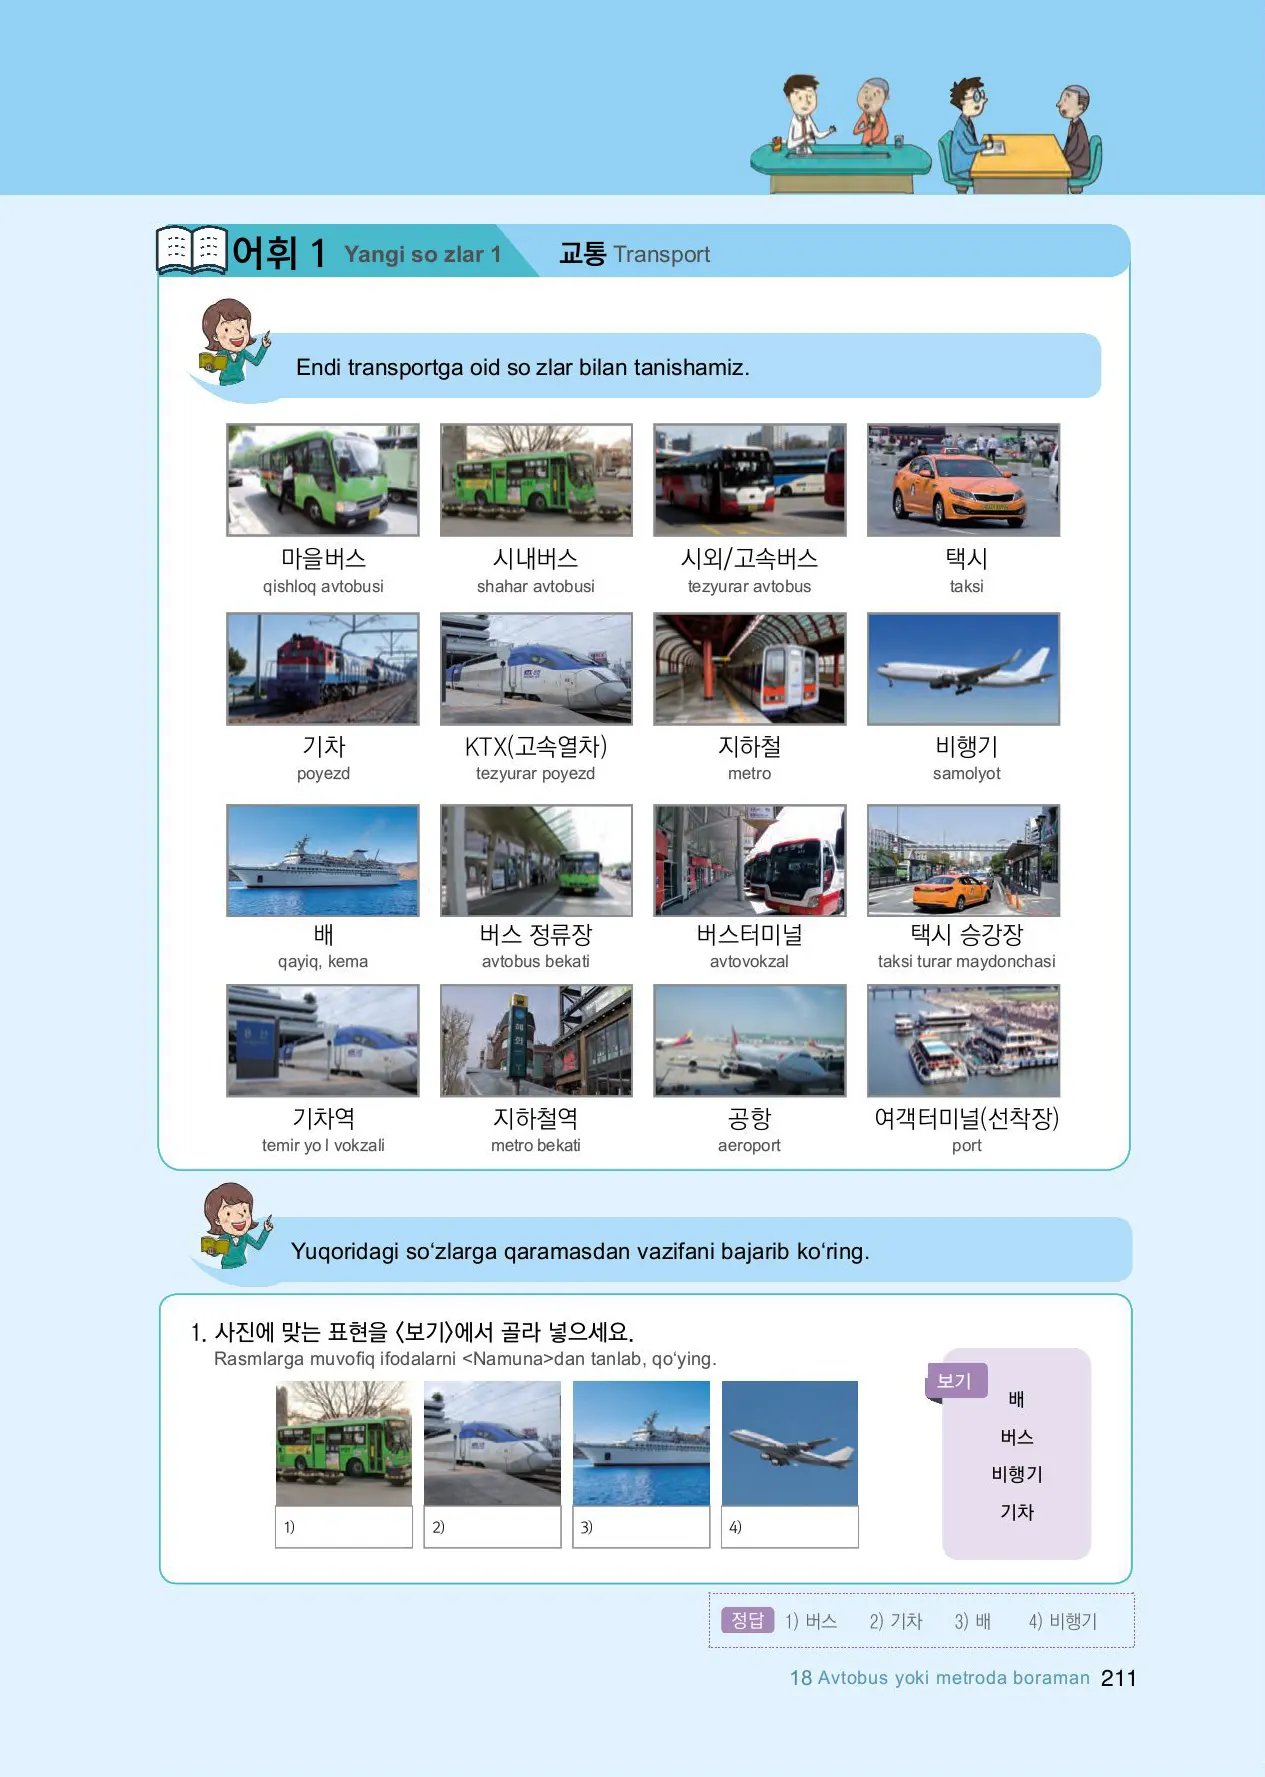 어휘 1 Yangi so zlar 1 교통 Transport
Endi transportga oid so zlar bilan tanishamiz.
마을버스 시내버스 시외/고속버스 택시
qishloq avtobusi shahar avtobusi tezyurar avtobus taksi
기차 KTX(고속열차) 지하철 비행기
poyezd tezyurar poyezd metro samolyot
배 버스 정류장 버스터미널 택시 승강장
qayiq, kema avtobus bekati avtovokzal taksi turar maydonchasi
혜화
기차역 지하철역 공항 여객터미널(선착장)
temir yo l vokzali metro bekati aeroport port
Yuqoridagi so‘zlarga qaramasdan vazifani bajarib ko‘ring.
1. 사진에 맞는 표현을 〈보기〉에서 골라 넣으세요.
Rasmlarga muvofiq ifodalarni <Namuna>dan tanlab, qo‘ying.
1) 2) 3) 4)
보기
배
버스
비행기
기차
정답 1) 버스 2) 기차 3) 배 4) 비행기
18 Avtobus yoki metroda boraman 211